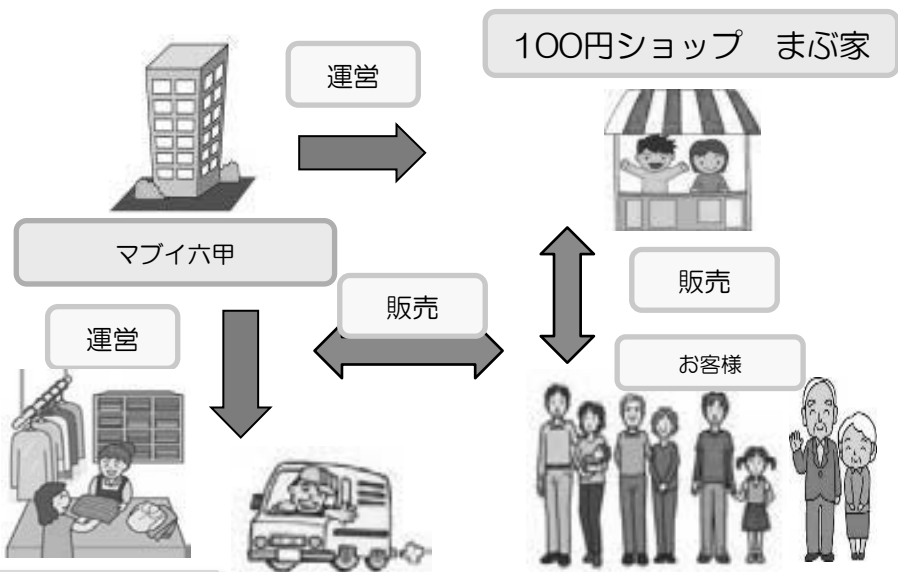 100円ショップ　まぶ家
運営
マブイ六甲
販売
販売
運営
お客様